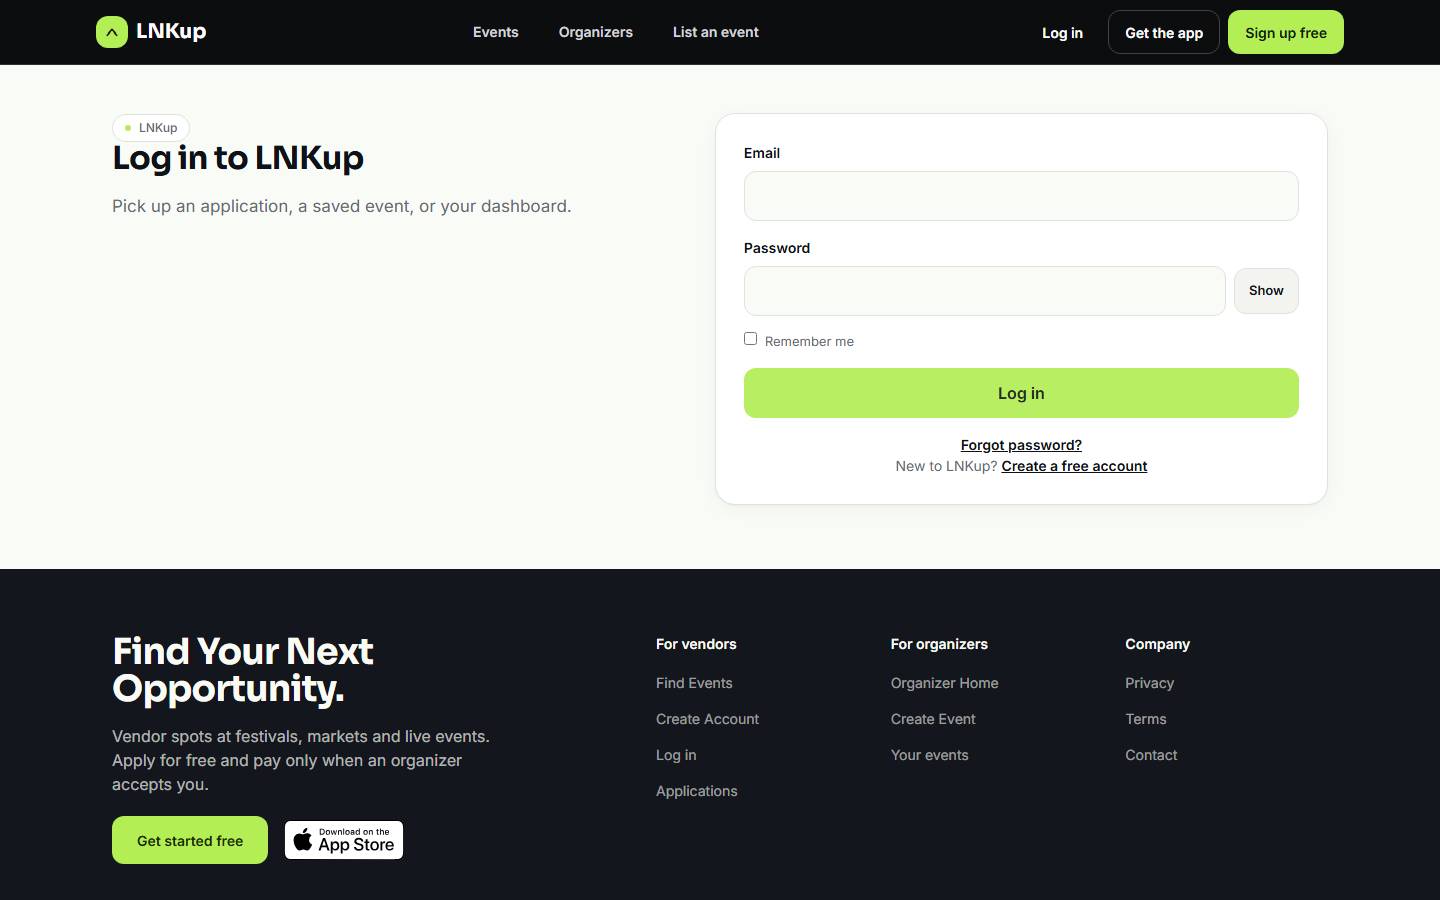 LNKup
Events
Organizers
List an event
Log in
Get the app
Sign up free
LNKup
Log in to LNKup
Pick up an application, a saved event, or your dashboard.
Email
Password
Show
Remember me
Log in
Forgot password?
New to LNKup? Create a free account
Find Your Next
Opportunity.
Vendor spots at festivals, markets and live events.
Apply for free and pay only when an organizer
accepts you.
Get started free
Download on the
App Store
For vendors
Find Events
Create Account
Log in
Applications
For organizers
Organizer Home
Create Event
Your events
Company
Privacy
Terms
Contact